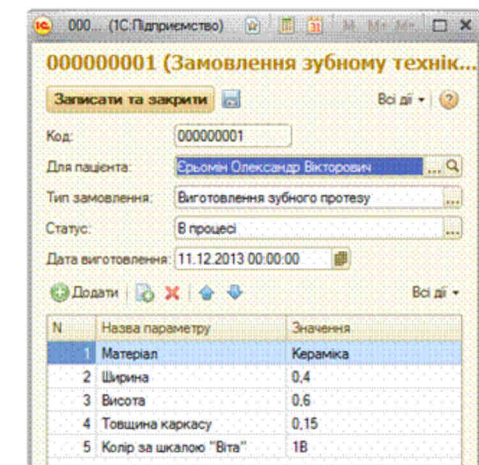 000... (1С:Підприємство) M M+ M-
000000001 (Замовлення зубному технік...
Записати та закрити Всі дії
Код: 000000001
Для пацієнта: Єрьомін Олександр Вікторович ...
Тип замовлення: Виготовлення зубного протезу ...
Статус: В процесі ...
Дата виготовлення: 11.12.2013 00:00:00
Додати Всі дії
N Назва параметру Значення
1 Матеріал Кераміка
2 Ширина 0,4
3 Висота 0,6
4 Товщина каркасу 0,15
5 Колір за шкалою "Віта" 1В